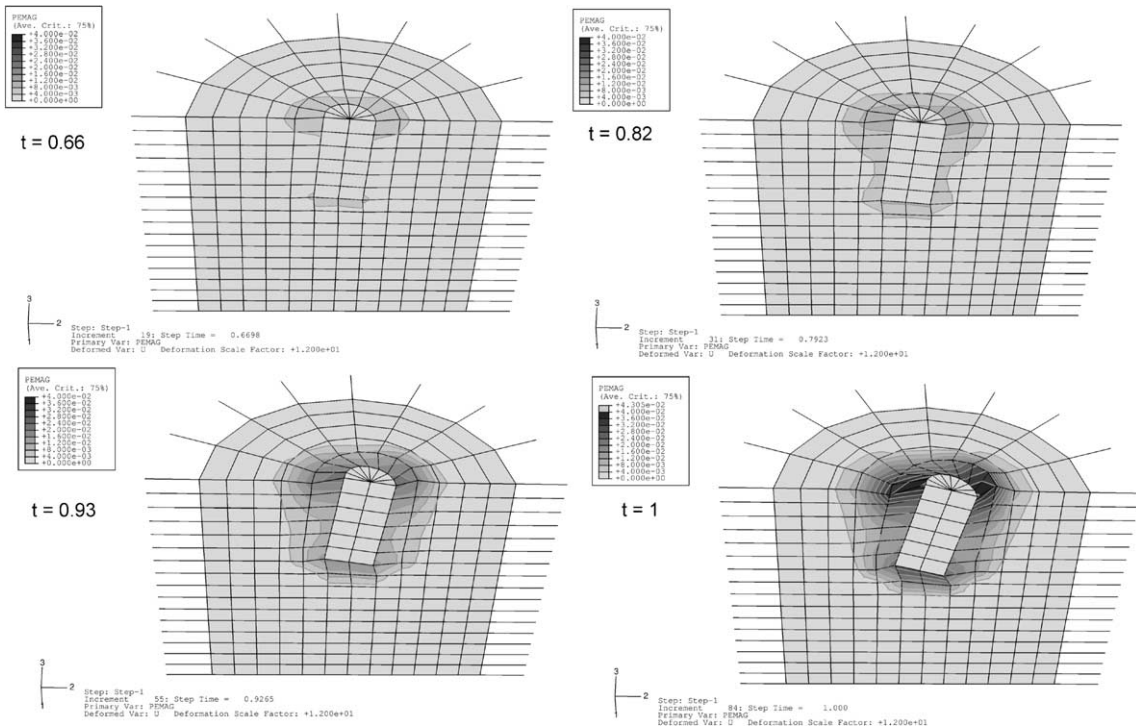 PEMAG
(Ave. Crit.: 75%)
+4.000e-02
+3.600e-02
+3.200e-02
+2.800e-02
+2.400e-02
+2.000e-02
+1.600e-02
+1.200e-02
+8.000e-03
+4.000e-03
+0.000e+00
t = 0.66
3
2
Step: Step-1
Increment 19: Step Time = 0.6698
Primary Var: PEMAG
Deformed Var: U Deformation Scale Factor: +1.200e+01
PEMAG
(Ave. Crit.: 75%)
+4.000e-02
+3.600e-02
+3.200e-02
+2.800e-02
+2.400e-02
+2.000e-02
+1.600e-02
+1.200e-02
+8.000e-03
+4.000e-03
+0.000e+00
t = 0.82
3
2
Step: Step-1
Increment 31: Step Time = 0.7923
Primary Var: PEMAG
Deformed Var: U Deformation Scale Factor: +1.200e+01
PEMAG
(Ave. Crit.: 75%)
+4.000e-02
+3.600e-02
+3.200e-02
+2.800e-02
+2.400e-02
+2.000e-02
+1.600e-02
+1.200e-02
+8.000e-03
+4.000e-03
+0.000e+00
t = 0.93
3
2
Step: Step-1
Increment 55: Step Time = 0.9265
Primary Var: PEMAG
Deformed Var: U Deformation Scale Factor: +1.200e+01
PEMAG
(Ave. Crit.: 75%)
+4.305e-02
+4.000e-02
+3.600e-02
+3.200e-02
+2.800e-02
+2.400e-02
+2.000e-02
+1.600e-02
+1.200e-02
+8.000e-03
+4.000e-03
+0.000e+00
t = 1
3
2
Step: Step-1
Increment 84: Step Time = 1.000
Primary Var: PEMAG
Deformed Var: U Deformation Scale Factor: +1.200e+01